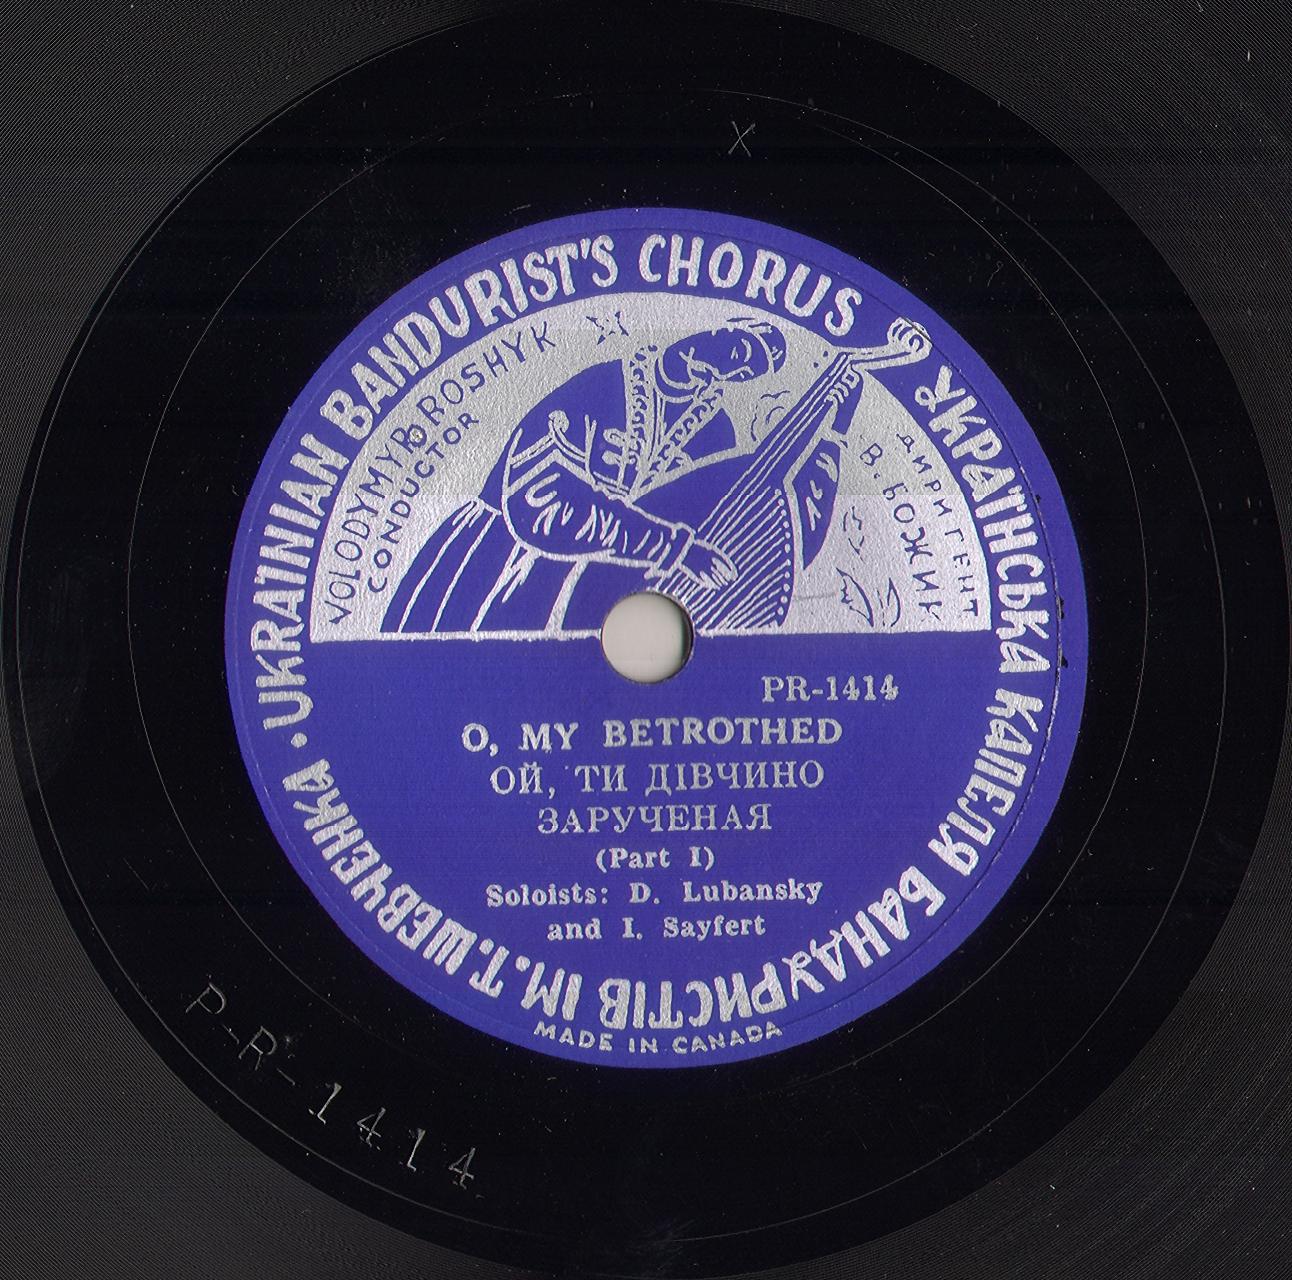 UKRAINIAN BANDURIST'S CHORUS
УКРАЇНСЬКА КАПЕЛЯ БАНДУРИСТІВ ІМ. Т. ШЕВЧЕНКА
VOLODYMYR
CONDUCTOR
ДИРИГЕНТ
В. БОЖИК
PR-1414
O, MY BETROTHED
ОЙ, ТИ ДІВЧИНО
ЗАРУЧЕНАЯ
(Part I)
Soloists: D. Lubansky
and I. Sayfert
MADE IN CANADA
P-R-1414
X